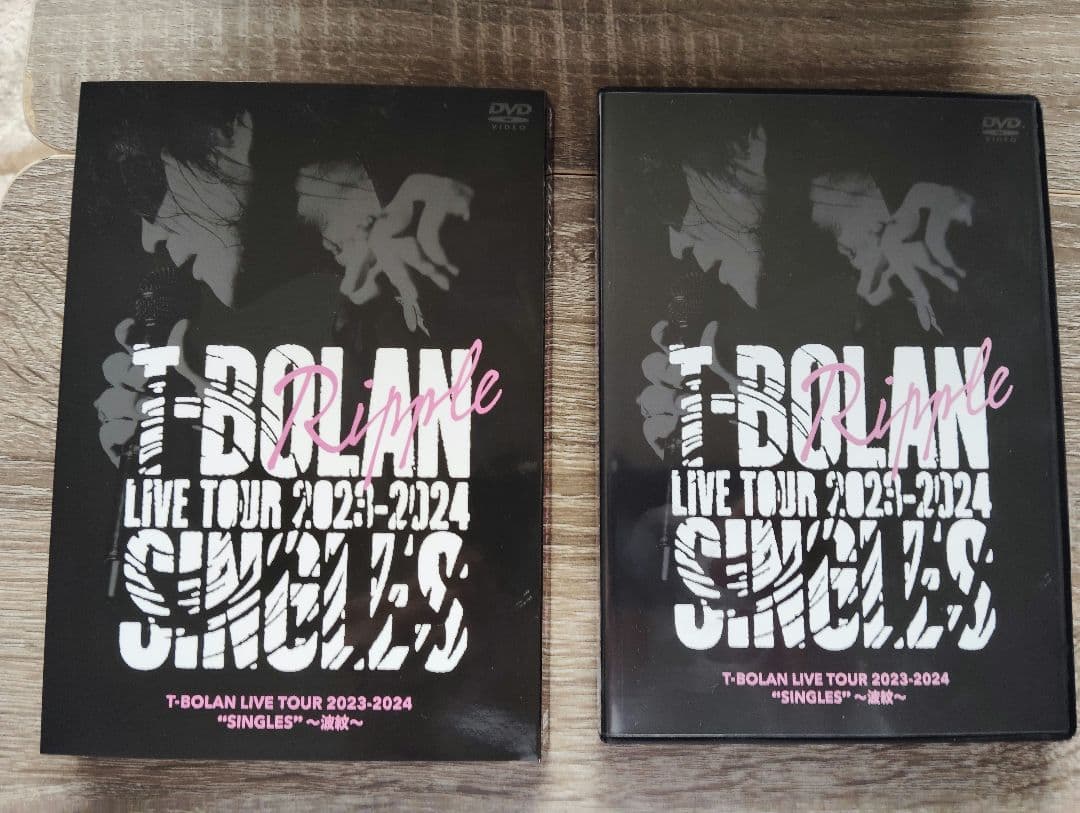 DVD
VIDEO
T-BOLAN
Ripple
LIVE TOUR 2023-2024
SINGLES
T-BOLAN LIVE TOUR 2023-2024
“SINGLES” ～波紋～
DVD
VIDEO
T-BOLAN
Ripple
LIVE TOUR 2023-2024
SINGLES
T-BOLAN LIVE TOUR 2023-2024
“SINGLES” ～波紋～